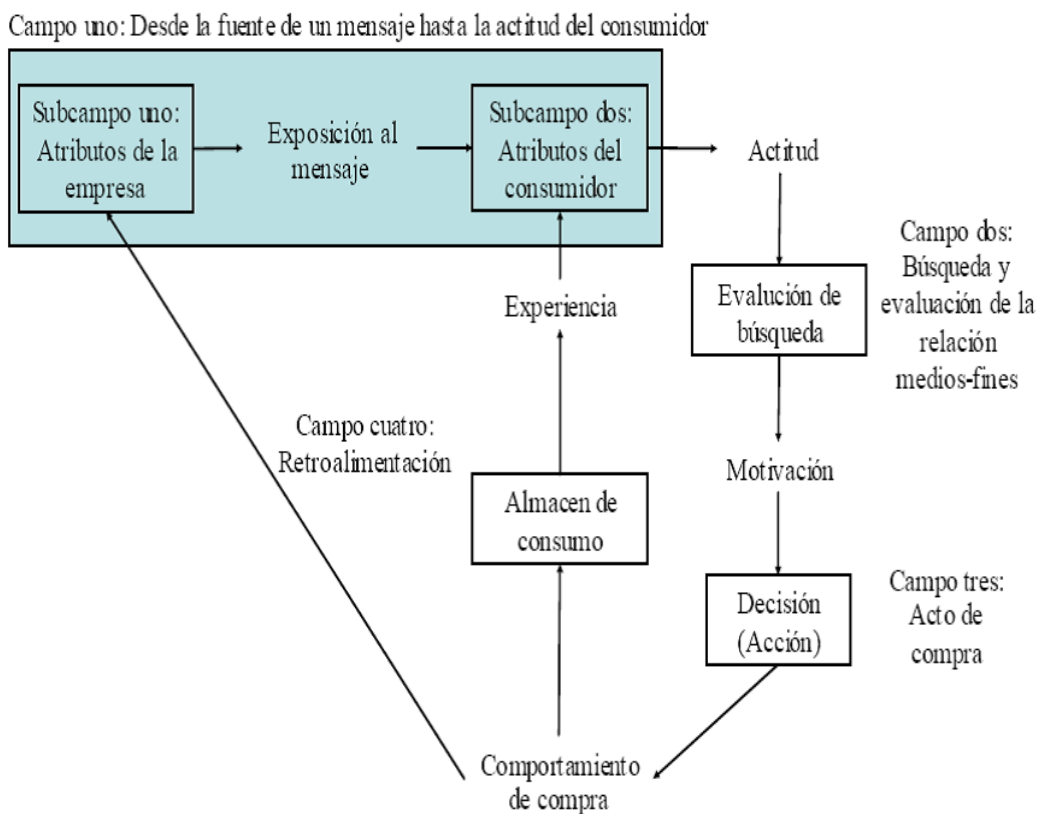 Campo uno: Desde la fuente de un mensaje hasta la actitud del consumidor
Subcampo uno:
Atributos de la
empresa
Exposición al
mensaje
Subcampo dos:
Atributos del
consumidor
Actitud
Campo dos:
Búsqueda y
evaluación de la
relación
medios-fines
Evalución de
búsqueda
Experiencia
Campo cuatro:
Retroalimentación
Motivación
Almacen de
consumo
Decisión
(Acción)
Campo tres:
Acto de
compra
Comportamiento
de compra